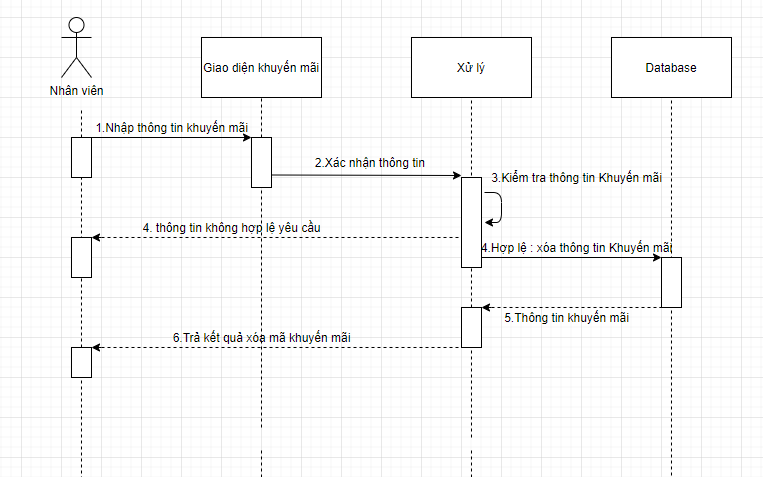 Nhân viên
Giao diện khuyến mãi
Xử lý
Database
1.Nhập thông tin khuyến mãi
2.Xác nhận thông tin
3.Kiểm tra thông tin Khuyến mãi
4. thông tin không hợp lệ yêu cầu
4.Hợp lệ : xóa thông tin Khuyến mãi
5.Thông tin khuyến mãi
6.Trả kết quả xóa mã khuyến mãi